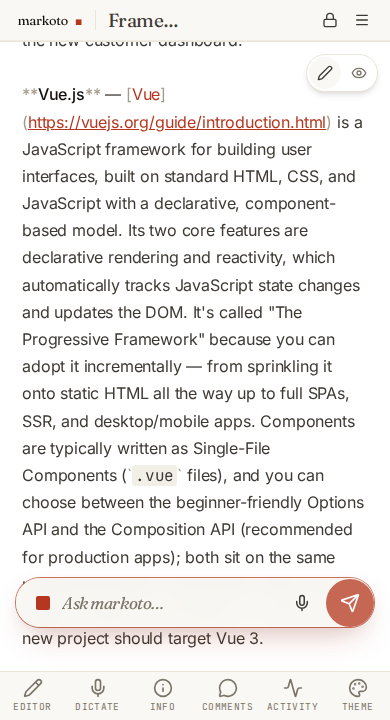 markoto
Frame...
the new customer dashboard.
**Vue.js** — [Vue]
(https://vuejs.org/guide/introduction.html) is a
JavaScript framework for building user
interfaces, built on standard HTML, CSS, and
JavaScript with a declarative, component-
based model. Its two core features are
declarative rendering and reactivity, which
automatically tracks JavaScript state changes
and updates the DOM. It's called "The
Progressive Framework" because you can
adopt it incrementally — from sprinkling it
onto static HTML all the way up to full SPAs,
SSR, and desktop/mobile apps. Components
are typically written as Single-File
Components (`.vue` files), and you can
choose between the beginner-friendly Options
API and the Composition API (recommended
for production apps); both sit on the same
Ask markoto...
new project should target Vue 3.
EDITOR
DICTATE
INFO
COMMENTS
ACTIVITY
THEME